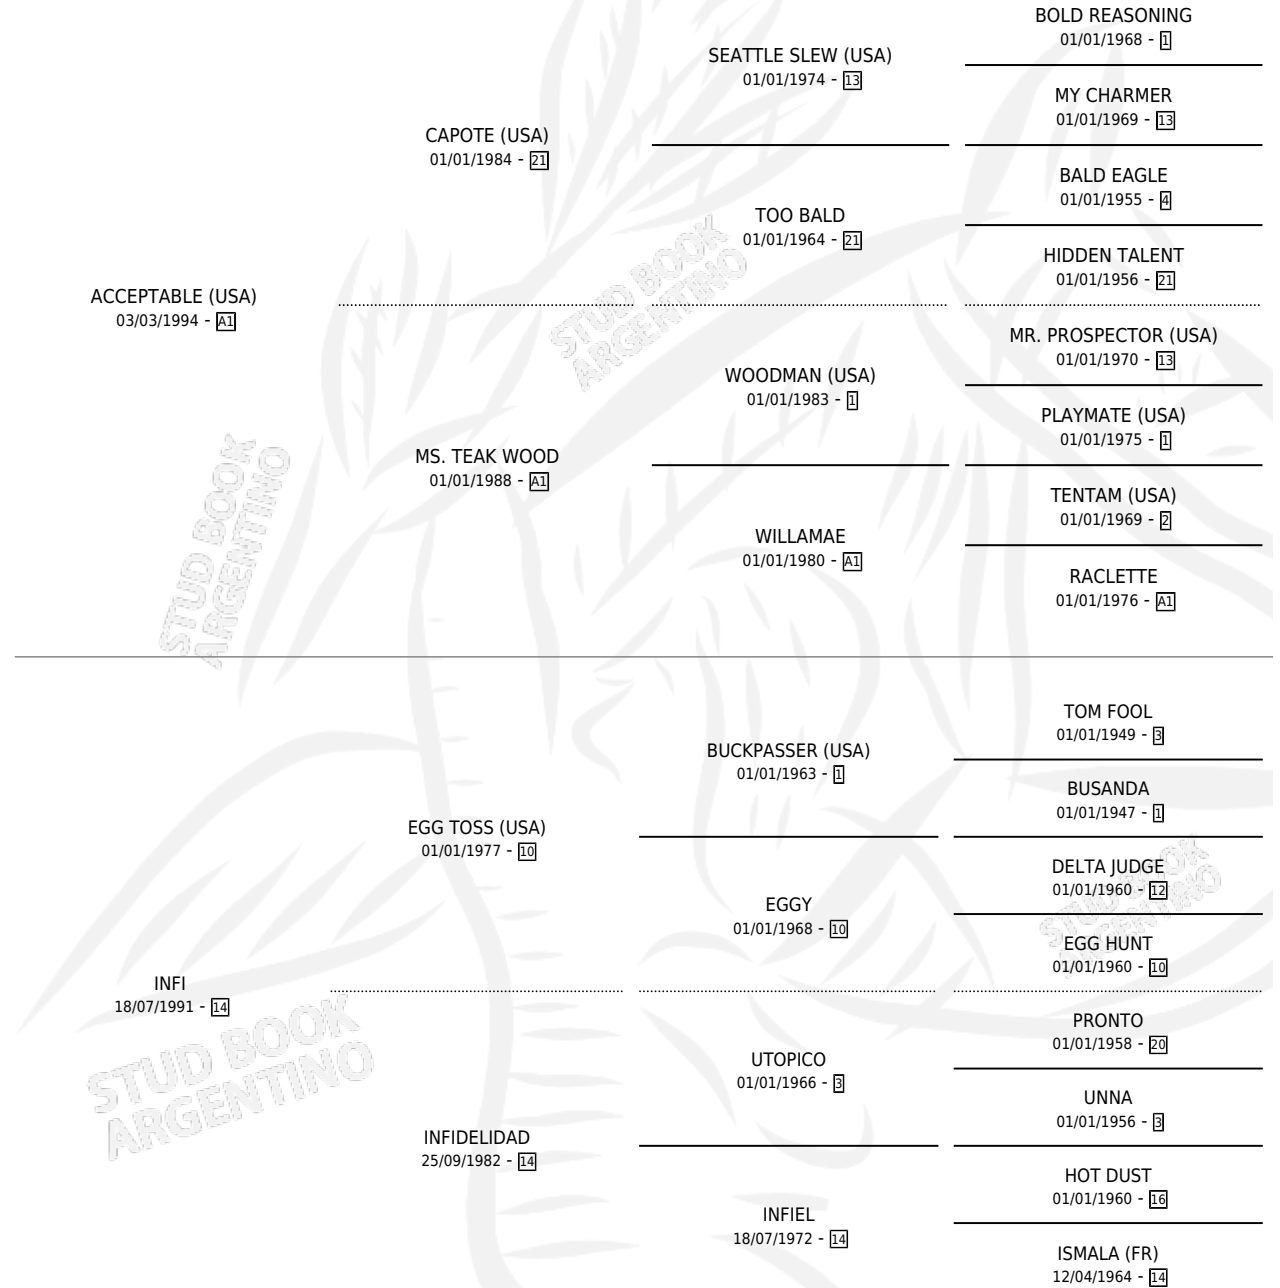 BOLD REASONING
01/01/1968 - 1
SEATTLE SLEW (USA)
01/01/1974 - 13
MY CHARMER
01/01/1969 - 13
CAPOTE (USA)
01/01/1984 - 21
BALD EAGLE
01/01/1955 - 4
TOO BALD
01/01/1964 - 21
HIDDEN TALENT
01/01/1956 - 21
ACCEPTABLE (USA)
03/03/1994 - A1
STUD BOOK
ARGENTINO
MR. PROSPECTOR (USA)
01/01/1970 - 13
WOODMAN (USA)
01/01/1983 - 1
PLAYMATE (USA)
01/01/1975 - 1
MS. TEAK WOOD
01/01/1988 - A1
TENTAM (USA)
01/01/1969 - 2
WILLAMAE
01/01/1980 - A1
RACLETTE
01/01/1976 - A1
STUD BOOK
ARGENTINO
TOM FOOL
01/01/1949 - 3
BUCKPASSER (USA)
01/01/1963 - 1
BUSANDA
01/01/1947 - 1
EGG TOSS (USA)
01/01/1977 - 10
DELTA JUDGE
01/01/1960 - 12
EGGY
01/01/1968 - 10
EGG HUNT
01/01/1960 - 10
STUD BOOK
ARGENTINO
INFI
18/07/1991 - 14
PRONTO
01/01/1958 - 20
UTOPICO
01/01/1966 - 3
UNNA
01/01/1956 - 3
STUD BOOK
ARGENTINO
INFIDELIDAD
25/09/1982 - 14
HOT DUST
01/01/1960 - 16
INFIEL
18/07/1972 - 14
ISMALA (FR)
12/04/1964 - 14